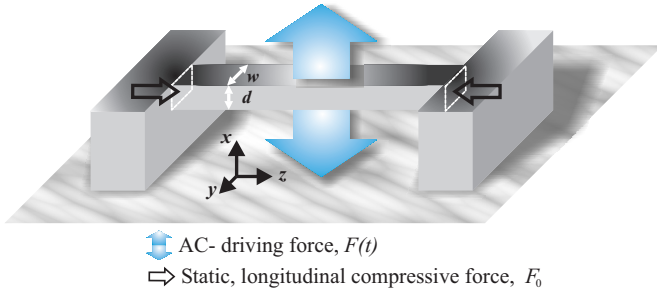 w
d
x
y
z
AC- driving force, F(t)
Static, longitudinal compressive force, F₀